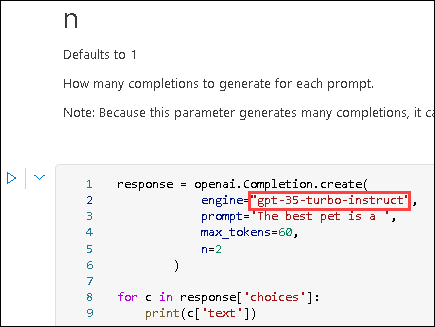 n
Defaults to 1
How many completions to generate for each prompt.
Note: Because this parameter generates many completions, it ca
1 response = openai.Completion.create(
2 engine="gpt-35-turbo-instruct",
3 prompt='The best pet is a ',
4 max_tokens=60,
5 n=2
6 )
7
8 for c in response['choices']:
9 print(c['text'])